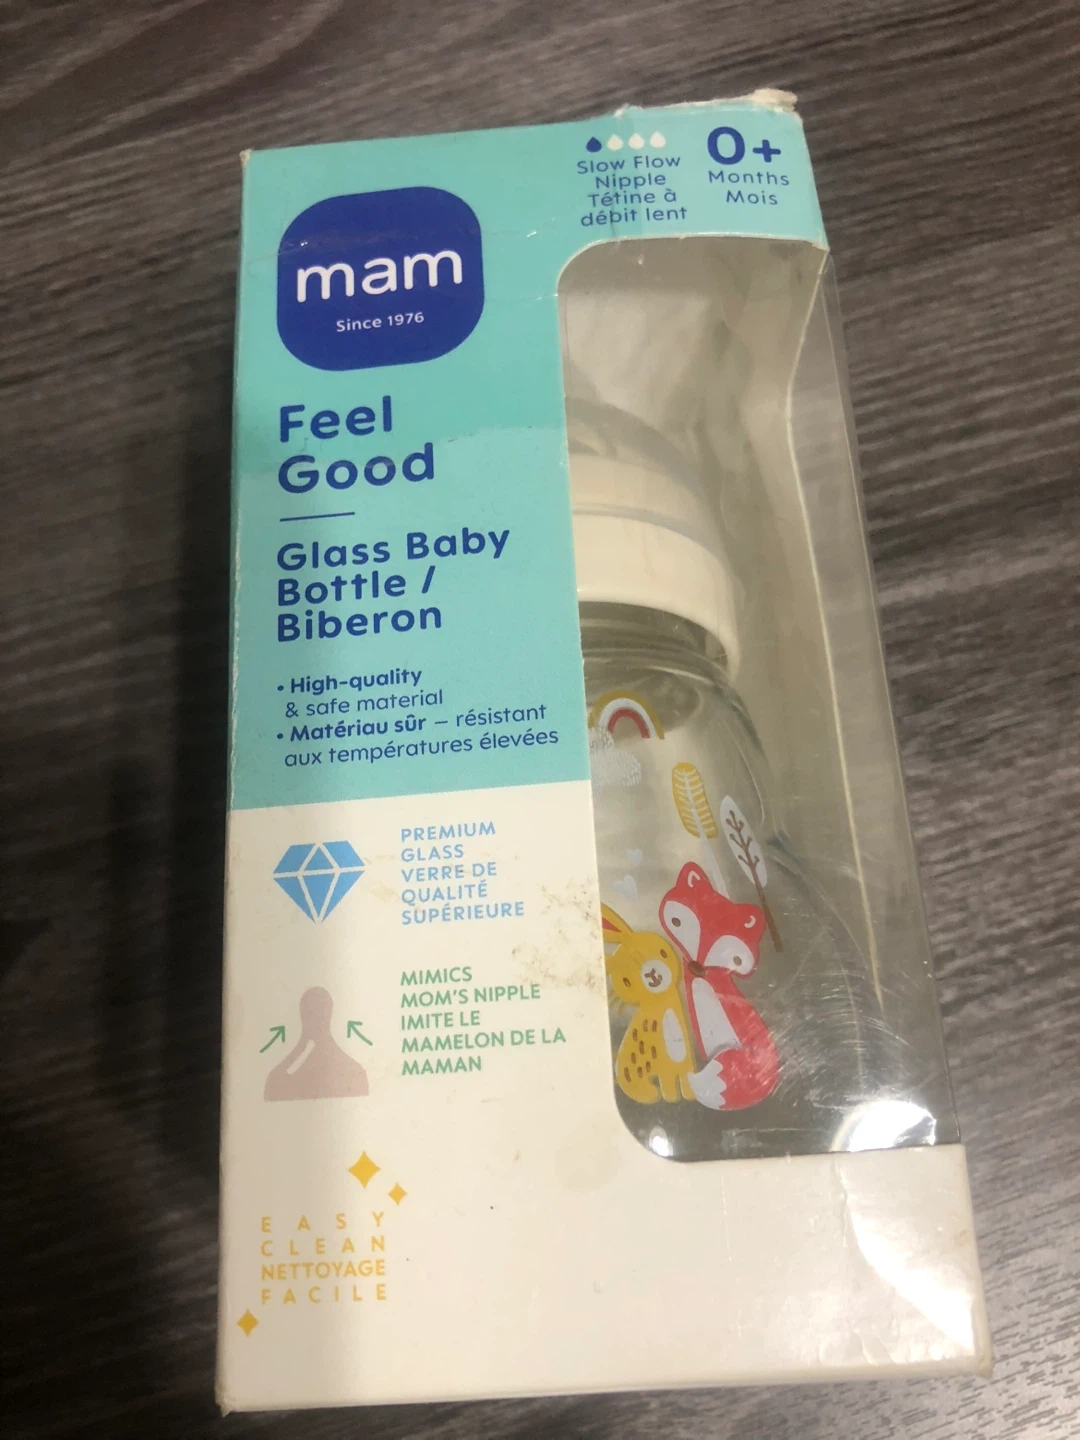 mam
Since 1976
Slow Flow
Nipple
Tétine à
débit lent
0+
Months
Mois
Feel
Good
Glass Baby
Bottle /
Biberon
• High-quality
& safe material
• Matériau sûr – résistant
aux températures élevées
PREMIUM
GLASS
VERRE DE
QUALITÉ
SUPÉRIEURE
MIMICS
MOM'S NIPPLE
IMITE LE
MAMELON DE LA
MAMAN
EASY
CLEAN
NETTOYAGE
FACILE